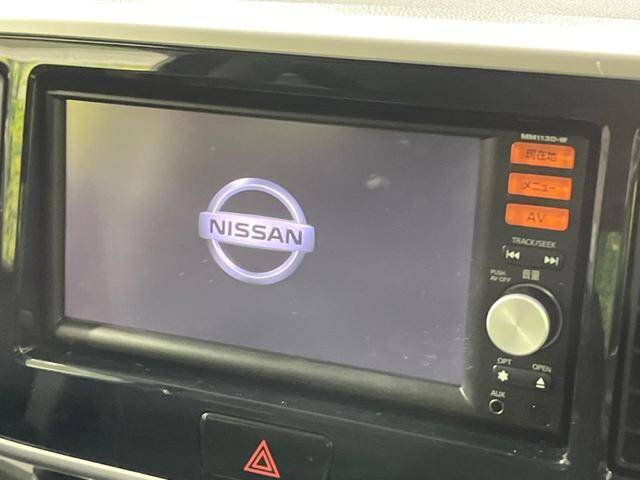 MM113D-W
現在地
メニュー
AV
TRACK/SEEK
PUSH
AV OFF
音量
NISSAN
OPT
OPEN
AUX